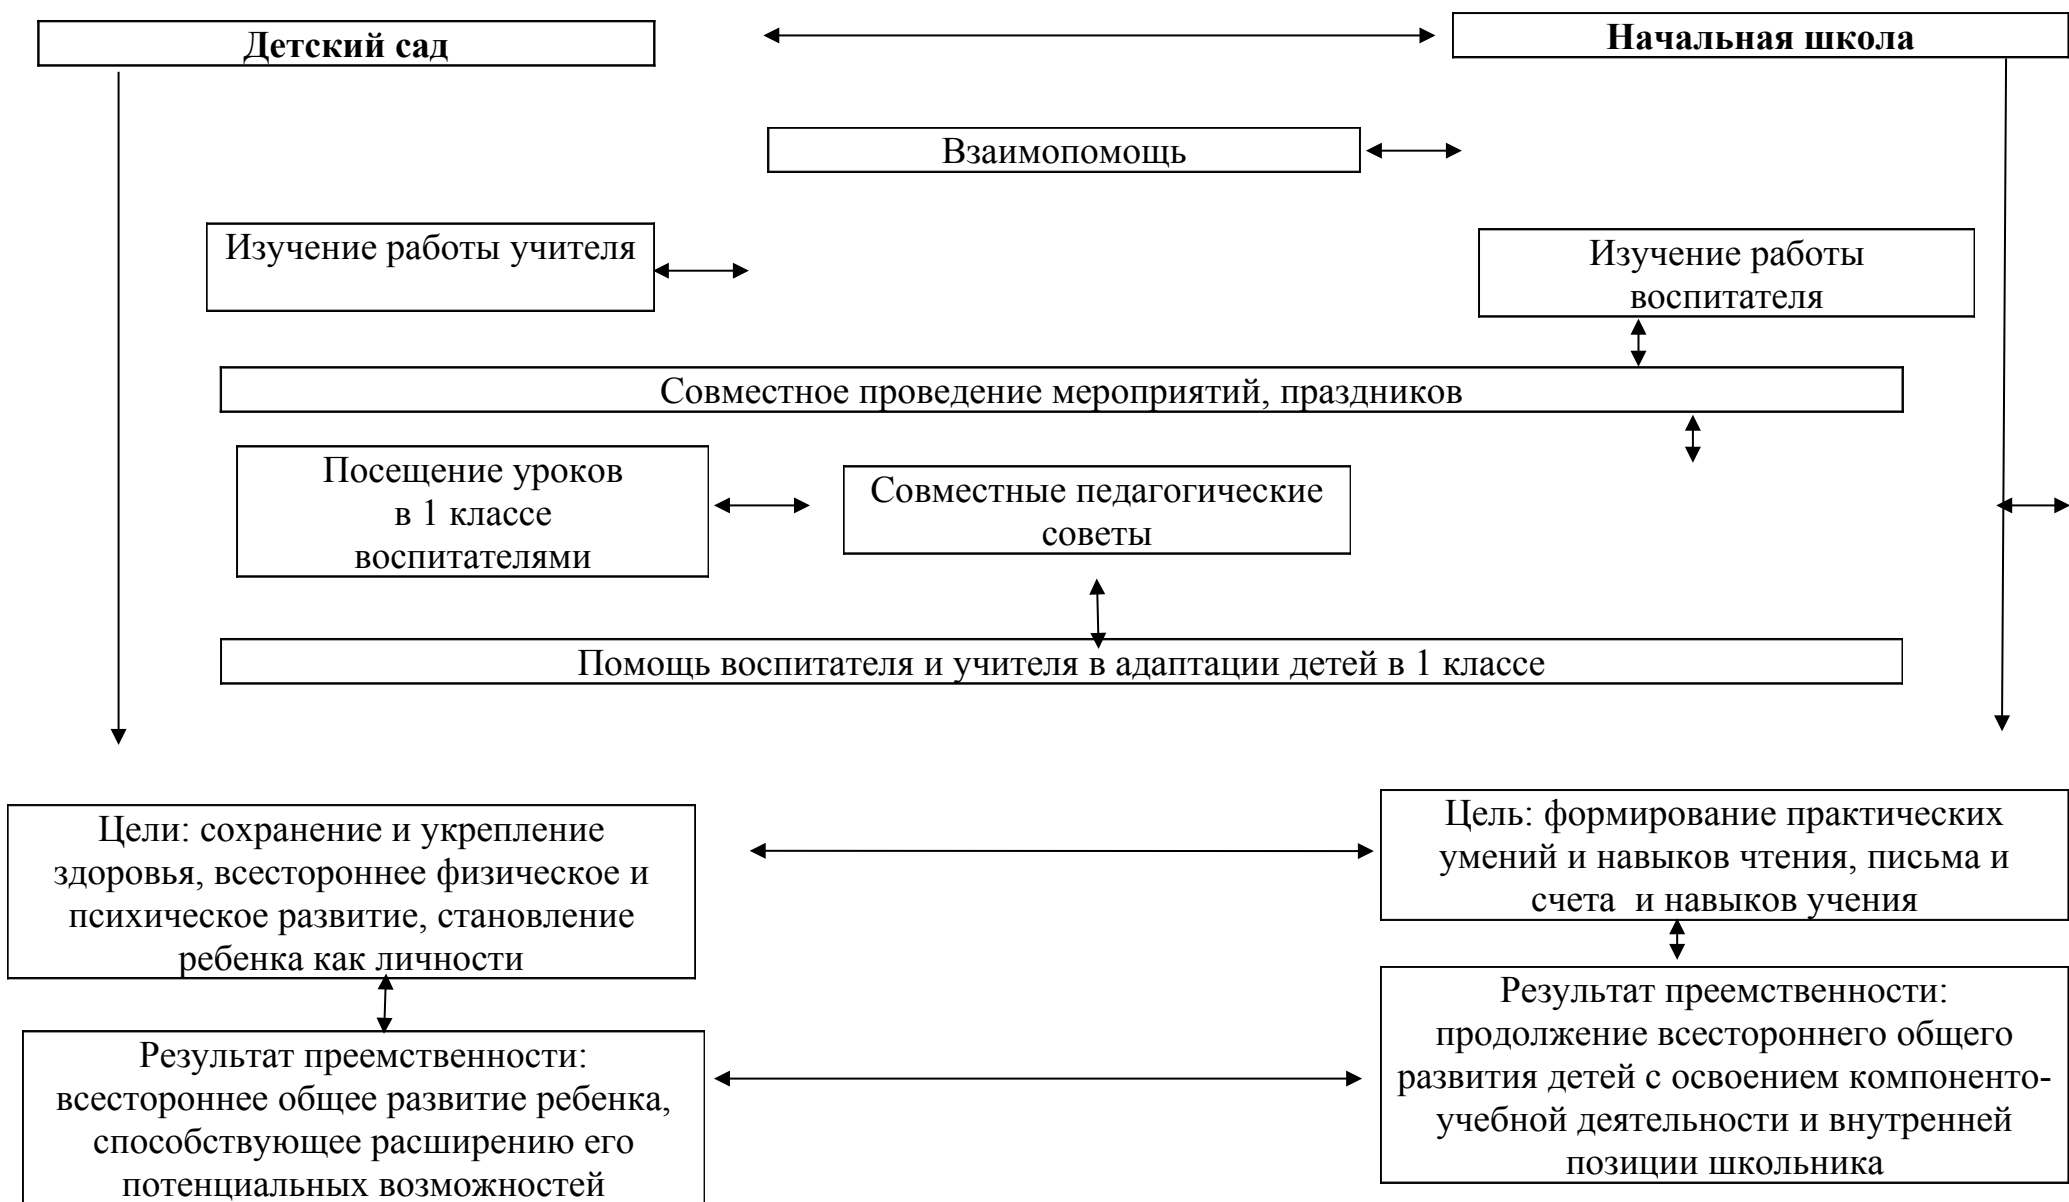 Детский сад
Начальная школа
Взаимопомощь
Изучение работы учителя
Изучение работы
воспитателя
Совместное проведение мероприятий, праздников
Посещение уроков
в 1 классе
воспитателями
Совместные педагогические
советы
Помощь воспитателя и учителя в адаптации детей в 1 классе
Цели: сохранение и укрепление
здоровья, всестороннее физическое и
психическое развитие, становление
ребенка как личности
Цель: формирование практических
умений и навыков чтения, письма и
счета и навыков учения
Результат преемственности:
всестороннее общее развитие ребенка,
способствующее расширению его
потенциальных возможностей
Результат преемственности:
продолжение всестороннего общего
развития детей с освоением компоненто-
учебной деятельности и внутренней
позиции школьника